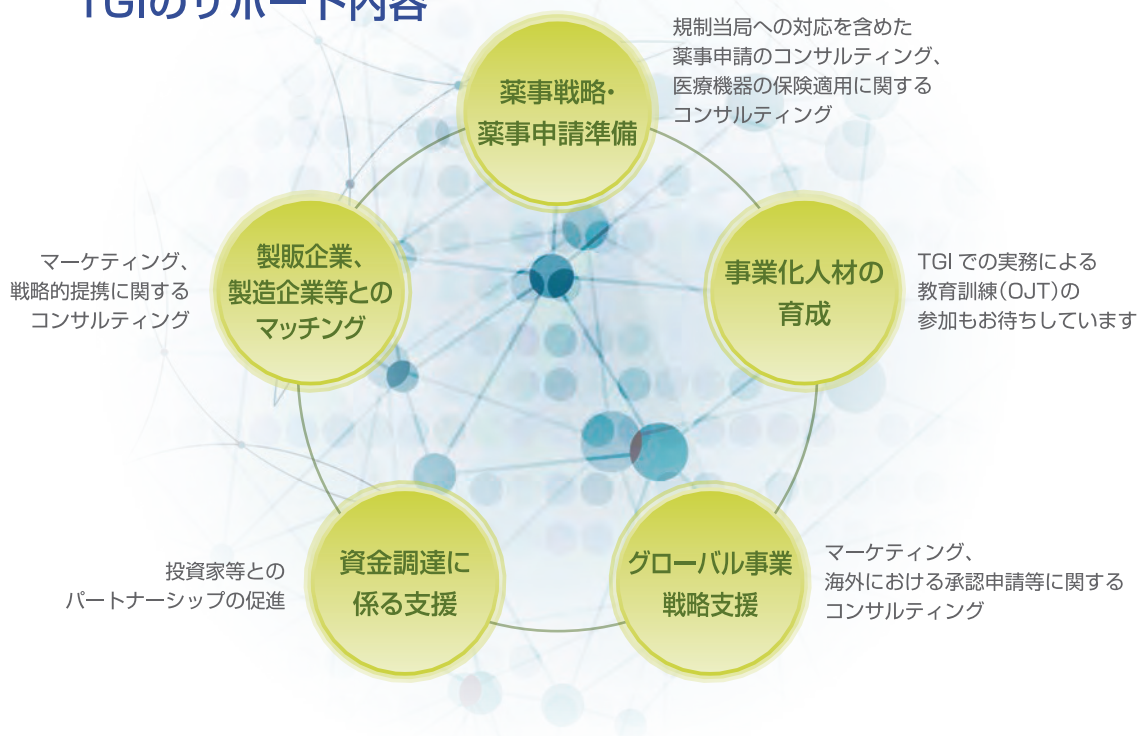 TGIのサポート内容
薬事戦略・
薬事申請準備
規制当局への対応を含めた
薬事申請のコンサルティング、
医療機器の保険適用に関する
コンサルティング
事業化人材の
育成
TGI での実務による
教育訓練(OJT)の
参加もお待ちしています
グローバル事業
戦略支援
マーケティング、
海外における承認申請等に関する
コンサルティング
資金調達に
係る支援
投資家等との
パートナーシップの促進
製販企業、
製造企業等との
マッチング
マーケティング、
戦略的提携に関する
コンサルティング